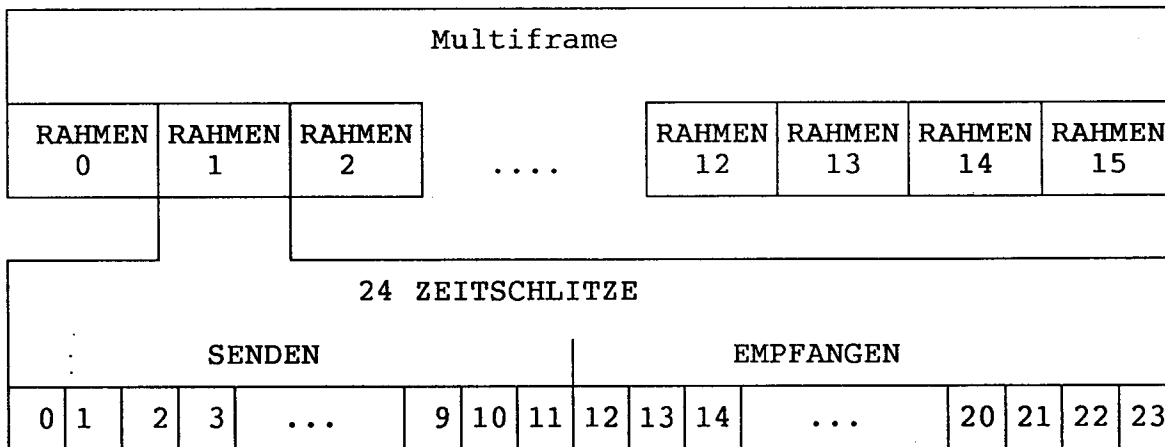 Multiframe
RAHMEN RAHMEN RAHMEN RAHMEN RAHMEN RAHMEN RAHMEN
0 1 2 .... 12 13 14 15
24 ZEITSCHLITZE
SENDEN EMPFANGEN
0 1 2 3 ... 9 10 11 12 13 14 ... 20 21 22 23